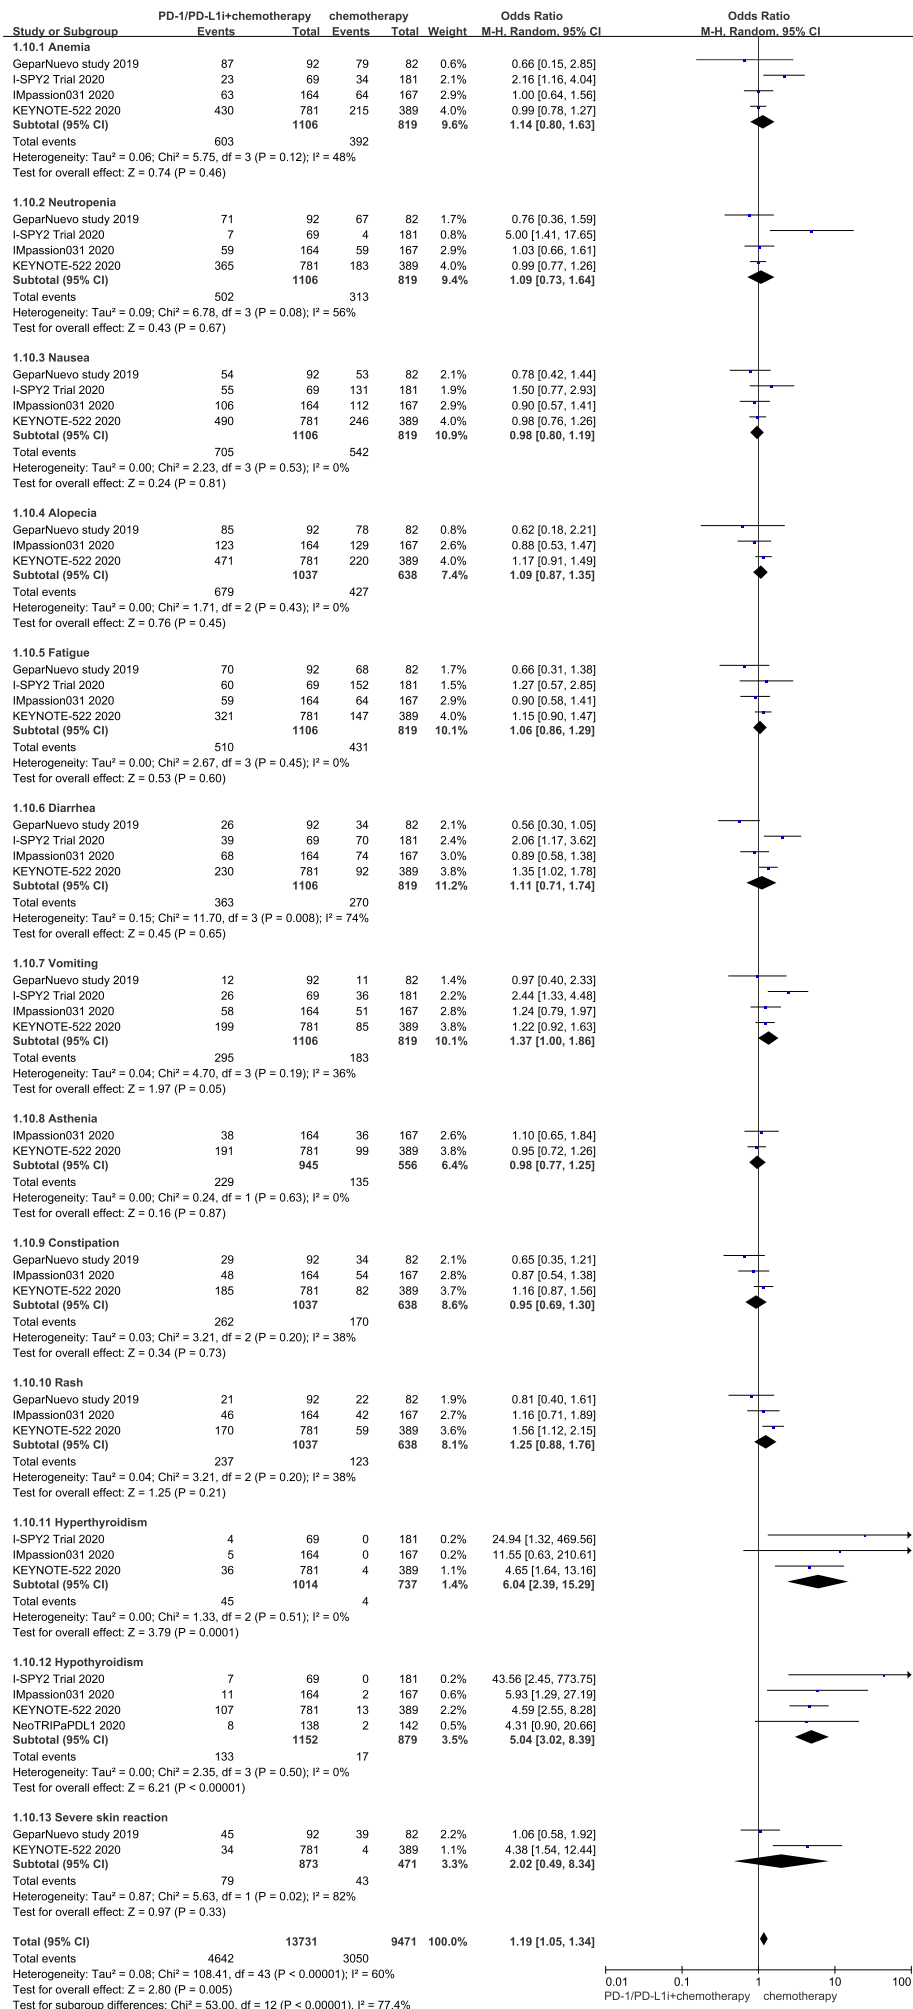 PD-1/PD-L1i+chemotherapy chemotherapy Odds Ratio Odds Ratio
Study or Subgroup Events Total Events Total Weight M-H, Random, 95% CI M-H, Random, 95% CI
1.10.1 Anemia
GeparNuevo study 2019 87 92 79 82 0.6% 0.66 [0.15, 2.85]
I-SPY2 Trial 2020 23 69 34 181 2.1% 2.16 [1.16, 4.04]
IMpassion031 2020 63 164 64 167 2.9% 1.00 [0.64, 1.56]
KEYNOTE-522 2020 430 781 215 389 4.0% 0.99 [0.78, 1.27]
Subtotal (95% CI) 1106 819 9.6% 1.14 [0.80, 1.63]
Total events 603 392
Heterogeneity: Tau² = 0.06; Chi² = 5.75, df = 3 (P = 0.12); I² = 48%
Test for overall effect: Z = 0.74 (P = 0.46)
1.10.2 Neutropenia
GeparNuevo study 2019 71 92 67 82 1.7% 0.76 [0.36, 1.59]
I-SPY2 Trial 2020 7 69 4 181 0.8% 5.00 [1.41, 17.65]
IMpassion031 2020 59 164 59 167 2.9% 1.03 [0.66, 1.61]
KEYNOTE-522 2020 365 781 183 389 4.0% 0.99 [0.77, 1.26]
Subtotal (95% CI) 1106 819 9.4% 1.09 [0.73, 1.64]
Total events 502 313
Heterogeneity: Tau² = 0.09; Chi² = 6.78, df = 3 (P = 0.08); I² = 56%
Test for overall effect: Z = 0.43 (P = 0.67)
1.10.3 Nausea
GeparNuevo study 2019 54 92 53 82 2.1% 0.78 [0.42, 1.44]
I-SPY2 Trial 2020 55 69 131 181 1.9% 1.50 [0.77, 2.93]
IMpassion031 2020 106 164 112 167 2.9% 0.90 [0.57, 1.41]
KEYNOTE-522 2020 490 781 246 389 4.0% 0.98 [0.76, 1.26]
Subtotal (95% CI) 1106 819 10.9% 0.98 [0.80, 1.19]
Total events 705 542
Heterogeneity: Tau² = 0.00; Chi² = 2.23, df = 3 (P = 0.53); I² = 0%
Test for overall effect: Z = 0.24 (P = 0.81)
1.10.4 Alopecia
GeparNuevo study 2019 85 92 78 82 0.8% 0.62 [0.18, 2.21]
IMpassion031 2020 123 164 129 167 2.6% 0.88 [0.53, 1.47]
KEYNOTE-522 2020 471 781 220 389 4.0% 1.17 [0.91, 1.49]
Subtotal (95% CI) 1037 638 7.4% 1.09 [0.87, 1.35]
Total events 679 427
Heterogeneity: Tau² = 0.00; Chi² = 1.71, df = 2 (P = 0.43); I² = 0%
Test for overall effect: Z = 0.76 (P = 0.45)
1.10.5 Fatigue
GeparNuevo study 2019 70 92 68 82 1.7% 0.66 [0.31, 1.38]
I-SPY2 Trial 2020 60 69 152 181 1.5% 1.27 [0.57, 2.85]
IMpassion031 2020 59 164 64 167 2.9% 0.90 [0.58, 1.41]
KEYNOTE-522 2020 321 781 147 389 4.0% 1.15 [0.90, 1.47]
Subtotal (95% CI) 1106 819 10.1% 1.06 [0.86, 1.29]
Total events 510 431
Heterogeneity: Tau² = 0.00; Chi² = 2.67, df = 3 (P = 0.45); I² = 0%
Test for overall effect: Z = 0.53 (P = 0.60)
1.10.6 Diarrhea
GeparNuevo study 2019 26 92 34 82 2.1% 0.56 [0.30, 1.05]
I-SPY2 Trial 2020 39 69 70 181 2.4% 2.06 [1.17, 3.62]
IMpassion031 2020 68 164 74 167 3.0% 0.89 [0.58, 1.38]
KEYNOTE-522 2020 230 781 92 389 3.8% 1.35 [1.02, 1.78]
Subtotal (95% CI) 1106 819 11.2% 1.11 [0.71, 1.74]
Total events 363 270
Heterogeneity: Tau² = 0.15; Chi² = 11.70, df = 3 (P = 0.008); I² = 74%
Test for overall effect: Z = 0.45 (P = 0.65)
1.10.7 Vomiting
GeparNuevo study 2019 12 92 11 82 1.4% 0.97 [0.40, 2.33]
I-SPY2 Trial 2020 26 69 36 181 2.2% 2.44 [1.33, 4.48]
IMpassion031 2020 58 164 51 167 2.8% 1.24 [0.79, 1.97]
KEYNOTE-522 2020 199 781 85 389 3.8% 1.22 [0.92, 1.63]
Subtotal (95% CI) 1106 819 10.1% 1.37 [1.00, 1.86]
Total events 295 183
Heterogeneity: Tau² = 0.04; Chi² = 4.70, df = 3 (P = 0.19); I² = 36%
Test for overall effect: Z = 1.97 (P = 0.05)
1.10.8 Asthenia
IMpassion031 2020 38 164 36 167 2.6% 1.10 [0.65, 1.84]
KEYNOTE-522 2020 191 781 99 389 3.8% 0.95 [0.72, 1.26]
Subtotal (95% CI) 945 556 6.4% 0.98 [0.77, 1.25]
Total events 229 135
Heterogeneity: Tau² = 0.00; Chi² = 0.24, df = 1 (P = 0.63); I² = 0%
Test for overall effect: Z = 0.16 (P = 0.87)
1.10.9 Constipation
GeparNuevo study 2019 29 92 34 82 2.1% 0.65 [0.35, 1.21]
IMpassion031 2020 48 164 54 167 2.8% 0.87 [0.54, 1.38]
KEYNOTE-522 2020 185 781 82 389 3.7% 1.16 [0.87, 1.56]
Subtotal (95% CI) 1037 638 8.6% 0.95 [0.69, 1.30]
Total events 262 170
Heterogeneity: Tau² = 0.03; Chi² = 3.21, df = 2 (P = 0.20); I² = 38%
Test for overall effect: Z = 0.34 (P = 0.73)
1.10.10 Rash
GeparNuevo study 2019 21 92 22 82 1.9% 0.81 [0.40, 1.61]
IMpassion031 2020 46 164 42 167 2.7% 1.16 [0.71, 1.89]
KEYNOTE-522 2020 170 781 59 389 3.6% 1.56 [1.12, 2.15]
Subtotal (95% CI) 1037 638 8.1% 1.25 [0.88, 1.76]
Total events 237 123
Heterogeneity: Tau² = 0.04; Chi² = 3.21, df = 2 (P = 0.20); I² = 38%
Test for overall effect: Z = 1.25 (P = 0.21)
1.10.11 Hyperthyroidism
I-SPY2 Trial 2020 4 69 0 181 0.2% 24.94 [1.32, 469.56]
IMpassion031 2020 5 164 0 167 0.2% 11.55 [0.63, 210.61]
KEYNOTE-522 2020 36 781 4 389 1.1% 4.65 [1.64, 13.16]
Subtotal (95% CI) 1014 737 1.4% 6.04 [2.39, 15.29]
Total events 45 4
Heterogeneity: Tau² = 0.00; Chi² = 1.33, df = 2 (P = 0.51); I² = 0%
Test for overall effect: Z = 3.79 (P = 0.0001)
1.10.12 Hypothyroidism
I-SPY2 Trial 2020 7 69 0 181 0.2% 43.56 [2.45, 773.75]
IMpassion031 2020 11 164 2 167 0.6% 5.93 [1.29, 27.19]
KEYNOTE-522 2020 107 781 13 389 2.2% 4.59 [2.55, 8.28]
NeoTRIPaPDL1 2020 8 138 2 142 0.5% 4.31 [0.90, 20.66]
Subtotal (95% CI) 1152 879 3.5% 5.04 [3.02, 8.39]
Total events 133 17
Heterogeneity: Tau² = 0.00; Chi² = 2.35, df = 3 (P = 0.50); I² = 0%
Test for overall effect: Z = 6.21 (P < 0.00001)
1.10.13 Severe skin reaction
GeparNuevo study 2019 45 92 39 82 2.2% 1.06 [0.58, 1.92]
KEYNOTE-522 2020 34 781 4 389 1.1% 4.38 [1.54, 12.44]
Subtotal (95% CI) 873 471 3.3% 2.02 [0.49, 8.34]
Total events 79 43
Heterogeneity: Tau² = 0.87; Chi² = 5.63, df = 1 (P = 0.02); I² = 82%
Test for overall effect: Z = 0.97 (P = 0.33)
Total (95% CI) 13731 9471 100.0% 1.19 [1.05, 1.34]
Total events 4642 3050
Heterogeneity: Tau² = 0.08; Chi² = 108.41, df = 43 (P < 0.00001); I² = 60%
Test for overall effect: Z = 2.80 (P = 0.005)
Test for subgroup differences: Chi² = 53.00, df = 12 (P < 0.00001), I² = 77.4%
0.01 0.1 1 10 100
PD-1/PD-L1i+chemotherapy chemotherapy